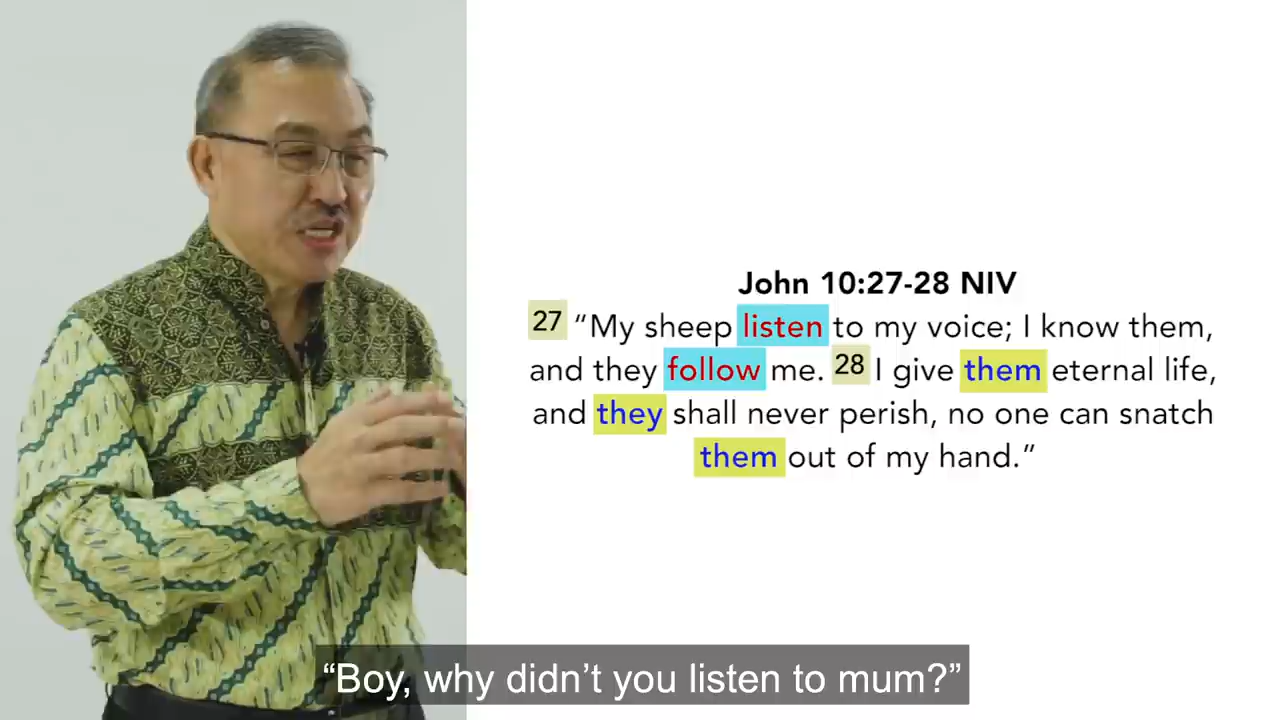 John 10:27-28 NIV
27 “My sheep listen to my voice; I know them,
and they follow me. 28 I give them eternal life,
and they shall never perish, no one can snatch
them out of my hand.”
“Boy, why didn’t you listen to mum?”